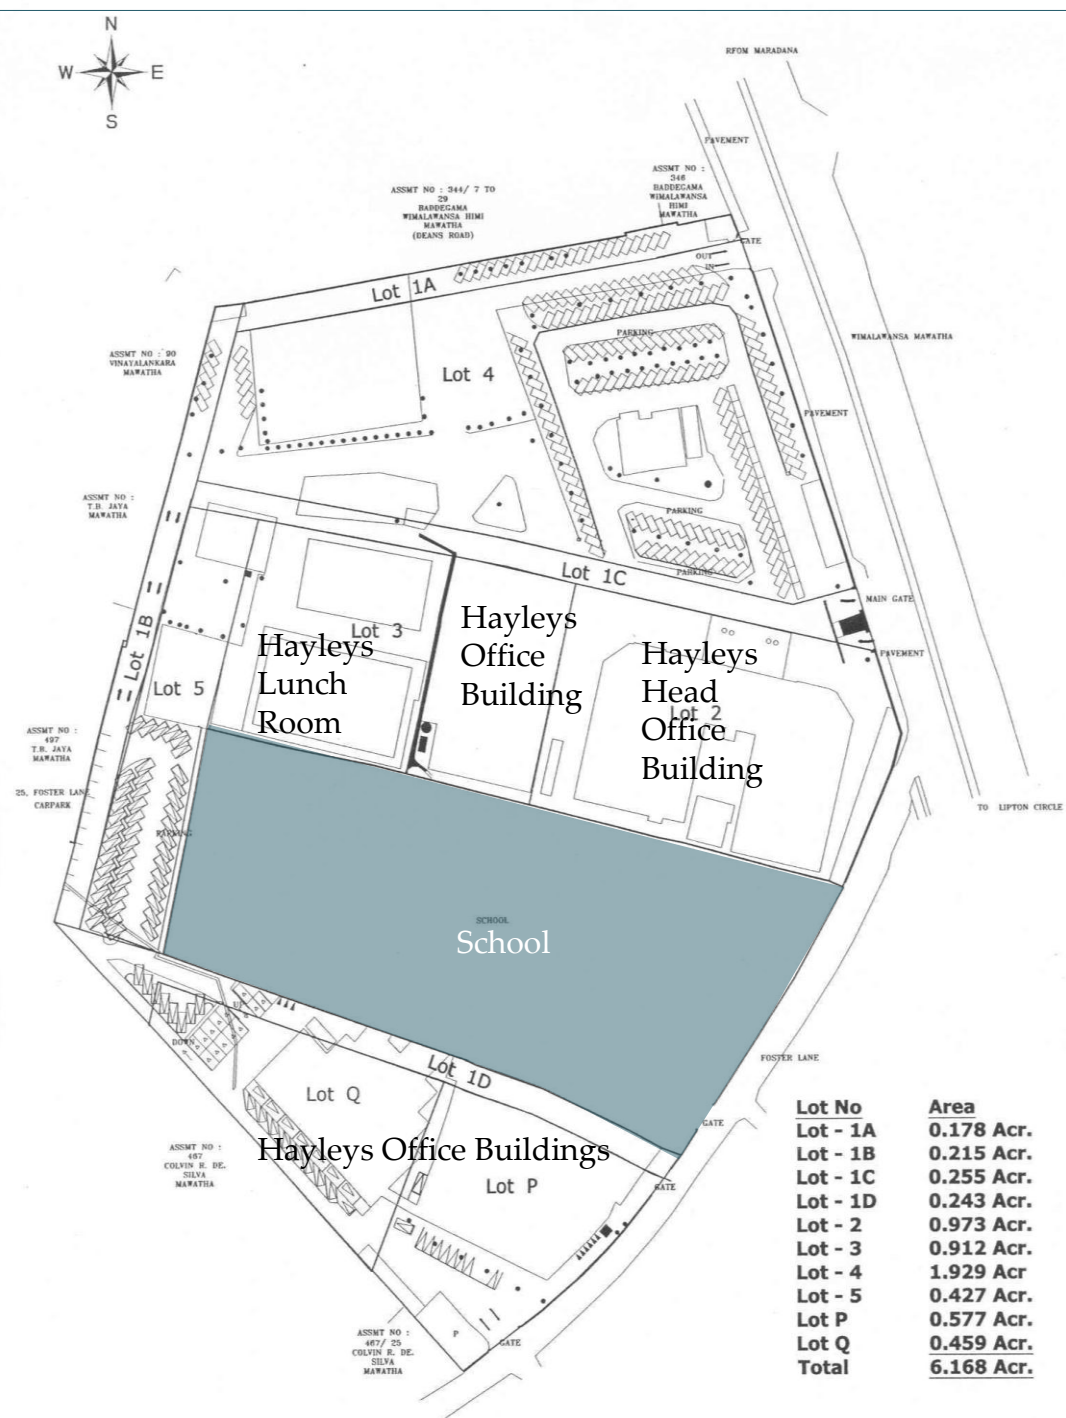 N
W E
S
RFOM MARADANA
PAVEMENT
ASSMT NO :
346
BADDEGAMA
WIMALAWANSA
HIMI
MAWATHA
ASSMT NO : 344/ 7 TO
29
BADDEGAMA
WIMALAWANSA HIMI
MAWATHA
(DEANS ROAD)
GATE
OUT
IN
Lot 1A
PARKING
WIMALAWANSA MAWATHA
ASSMT NO : 90
VINAYALANKARA
MAWATHA
Lot 4
PAVEMENT
ASSMT NO :
T.B. JAYA
MAWATHA
PARKING
Lot 1C
PARKING
MAIN GATE
Lot 1B
Lot 3
Hayleys
Lunch
Room
Hayleys
Office
Building
Hayleys
Head
Office
Building
Lot 2
PAVEMENT
Lot 5
ASSMT NO :
497
T.B. JAYA
MAWATHA
25, FOSTER LANE
CARPARK
TO LIPTON CIRCLE
PARKING
SCHOOL
School
UP
DOWN
FOSTER LANE
Lot 1D
Lot Q
GATE
ASSMT NO :
467
COLVIN R. DE.
SILVA
MAWATHA
Hayleys Office Buildings
Lot P
GATE
P
GATE
ASSMT NO :
467/ 25
COLVIN R. DE.
SILVA
MAWATHA
Lot No Area
Lot - 1A 0.178 Acr.
Lot - 1B 0.215 Acr.
Lot - 1C 0.255 Acr.
Lot - 1D 0.243 Acr.
Lot - 2 0.973 Acr.
Lot - 3 0.912 Acr.
Lot - 4 1.929 Acr
Lot - 5 0.427 Acr.
Lot P 0.577 Acr.
Lot Q 0.459 Acr.
Total 6.168 Acr.